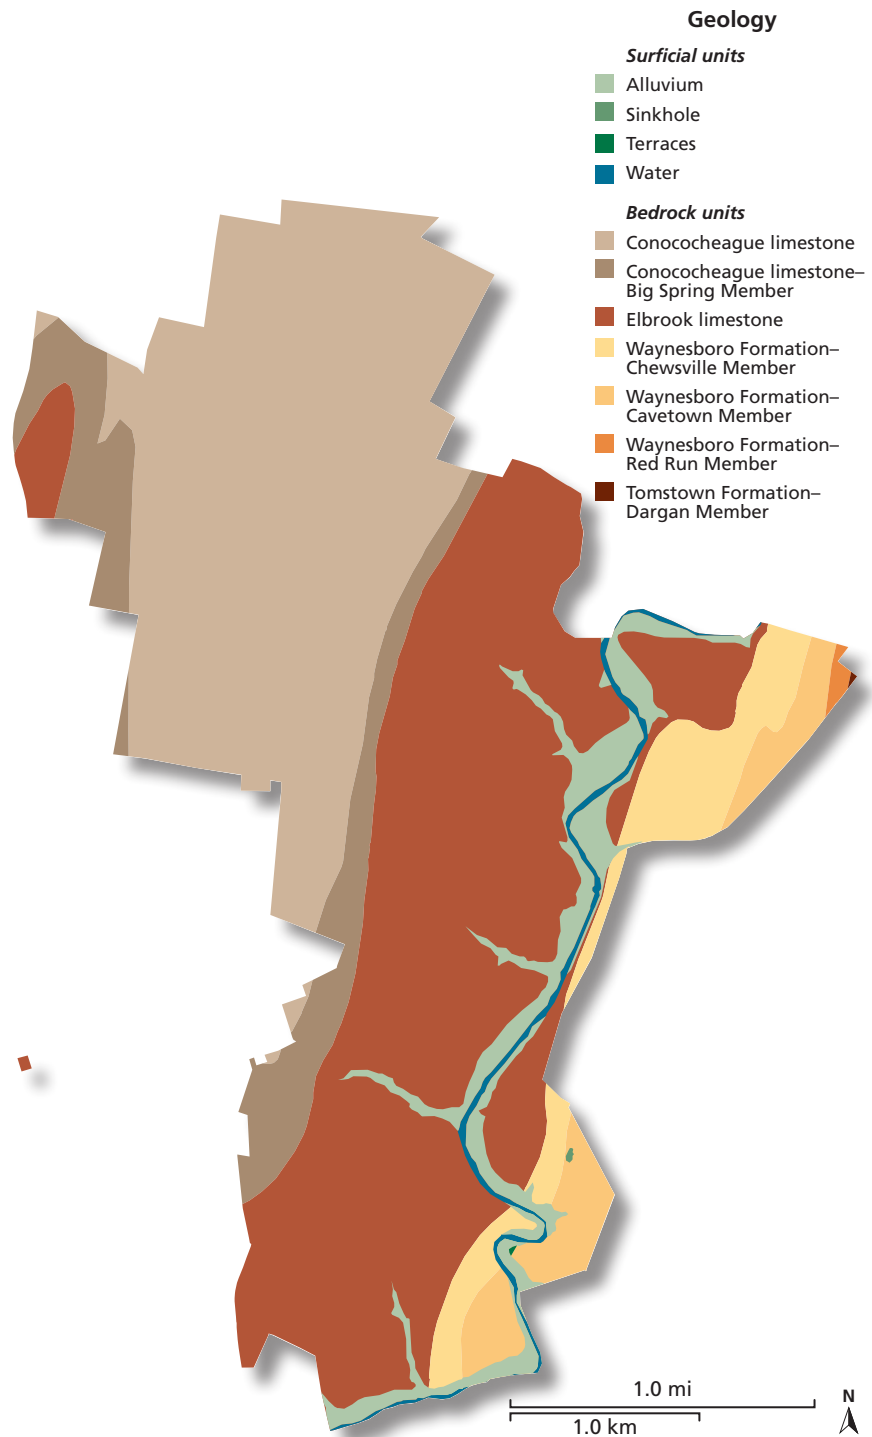 Geology
Surficial units
Alluvium
Sinkhole
Terraces
Water
Bedrock units
Conococheague limestone
Conococheague limestone–
Big Spring Member
Elbrook limestone
Waynesboro Formation–
Chewsville Member
Waynesboro Formation–
Cavetown Member
Waynesboro Formation–
Red Run Member
Tomstown Formation–
Dargan Member
1.0 mi
1.0 km
N